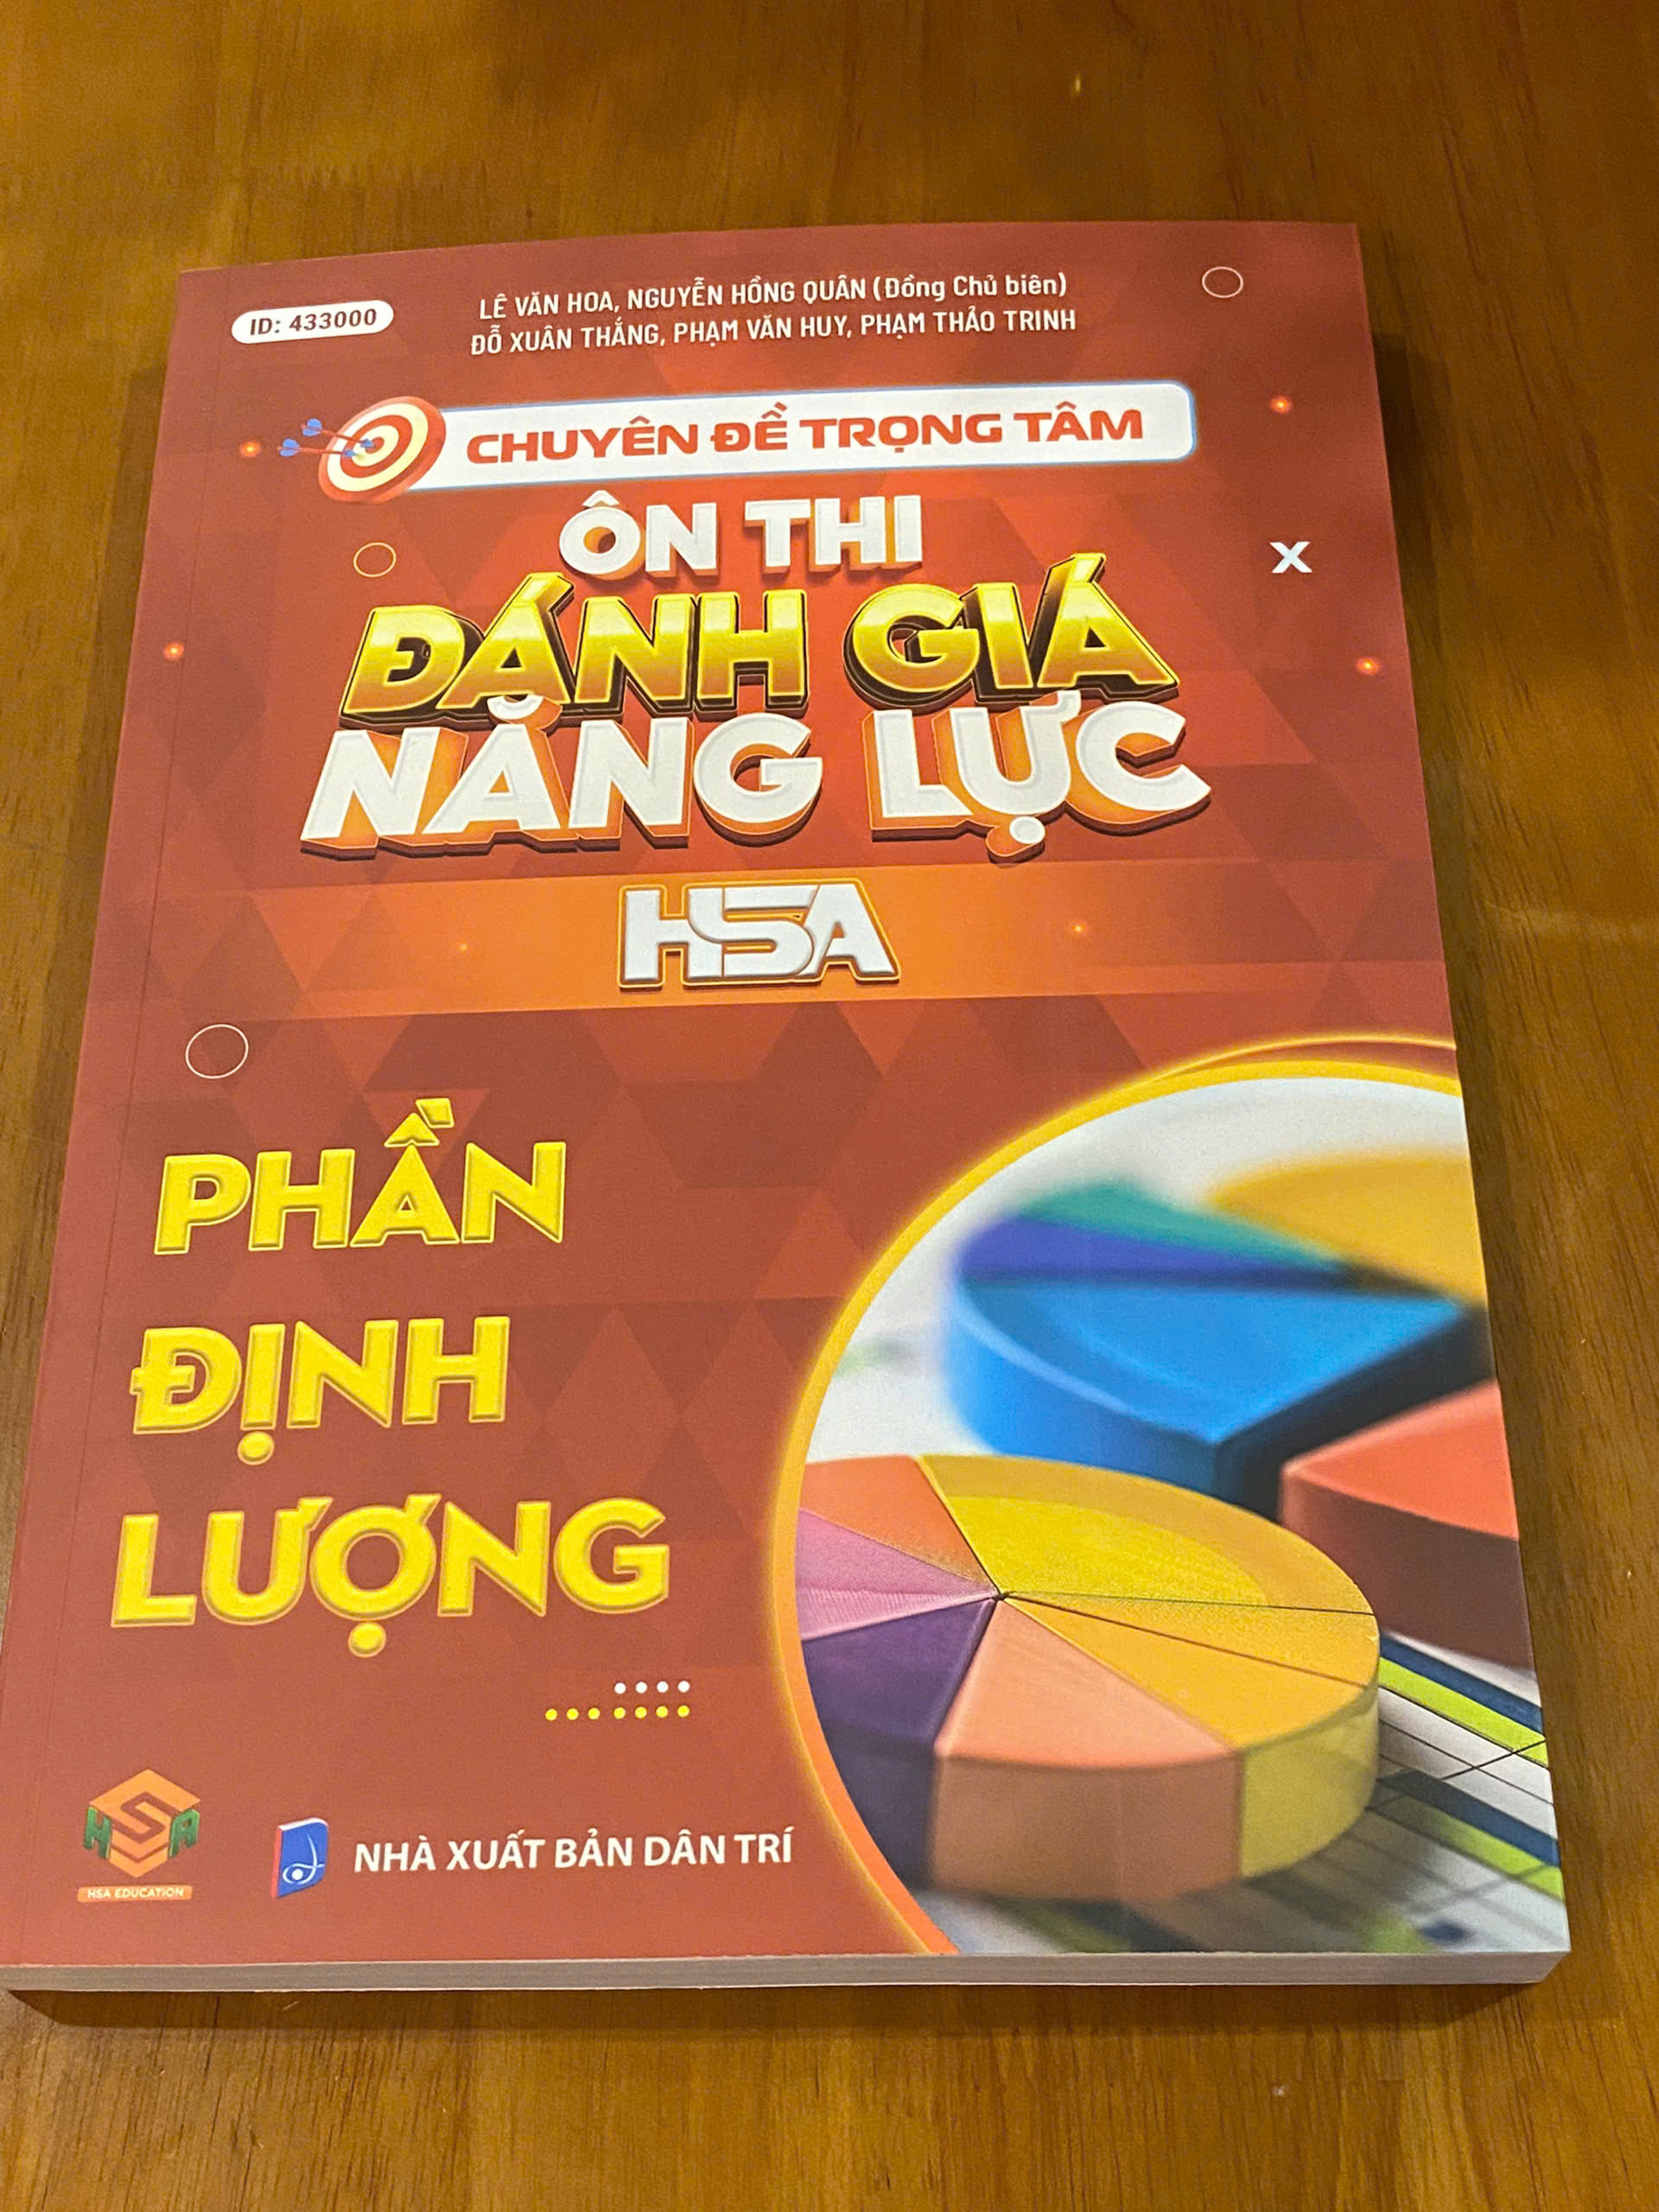 ID: 433000
LÊ VĂN HOA, NGUYỄN HỒNG QUÂN (Đồng Chủ biên)
ĐỖ XUÂN THẮNG, PHẠM VĂN HUY, PHẠM THẢO TRINH
CHUYÊN ĐỀ TRỌNG TÂM
ÔN THI
ĐÁNH GIÁ
NĂNG LỰC
HSA
PHẦN
ĐỊNH
LƯỢNG
HSA
HSA EDUCATION
NHÀ XUẤT BẢN DÂN TRÍ